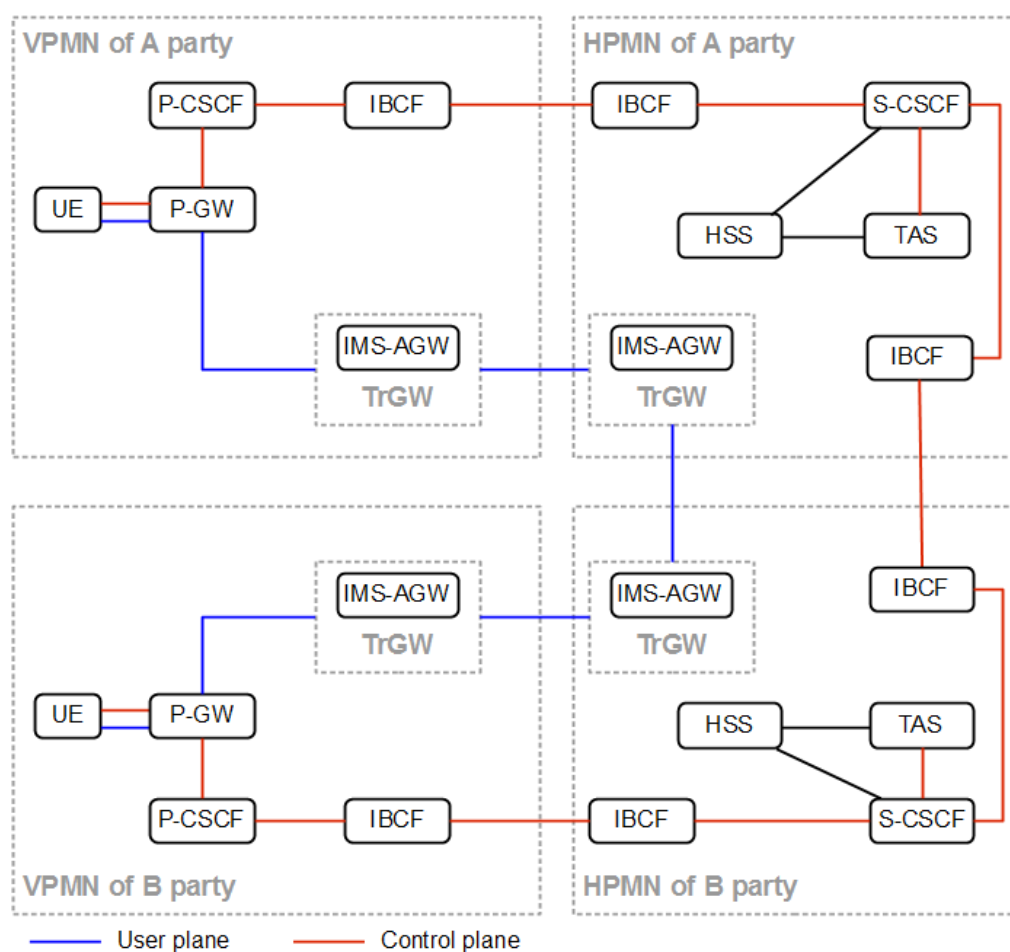 VPMN of A party
HPMN of A party
P-CSCF
IBCF
IBCF
S-CSCF
UE
P-GW
HSS
TAS
IMS-AGW
TrGW
IMS-AGW
TrGW
IBCF
IMS-AGW
TrGW
IMS-AGW
TrGW
IBCF
UE
P-GW
HSS
TAS
P-CSCF
IBCF
IBCF
S-CSCF
VPMN of B party
HPMN of B party
User plane
Control plane